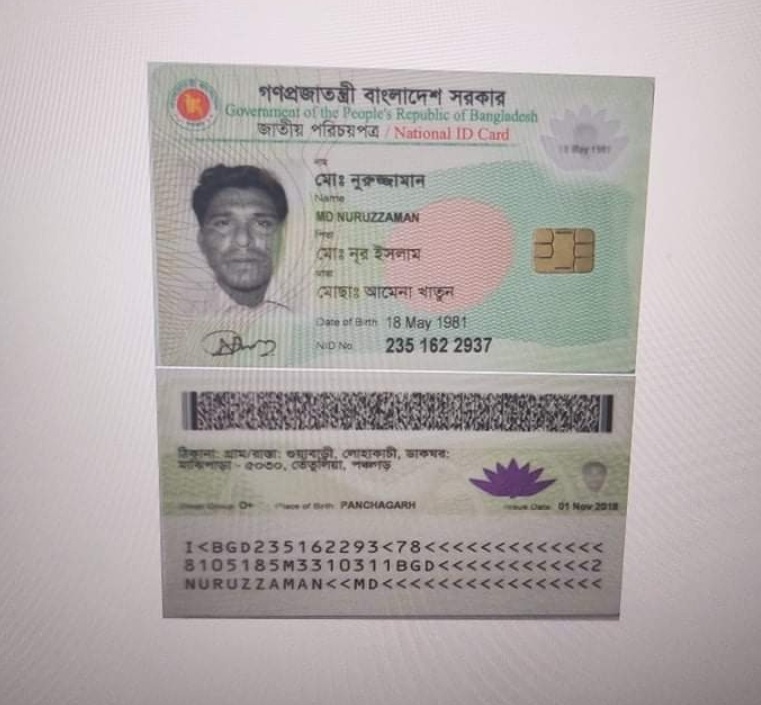 গণপ্রজাতন্ত্রী বাংলাদেশ সরকার
Government of the People's Republic of Bangladesh
জাতীয় পরিচয়পত্র / National ID Card
18 May 1981
নাম
মোঃ নুরুজ্জামান
Name
MD NURUZZAMAN
পিতা
মোঃ নূর ইসলাম
মাতা
মোছাঃ আমেনা খাতুন
Date of Birth 18 May 1981
NID No. 235 162 2937
ঠিকানা: গ্রাম/রাস্তা: গুয়াবাড়ী, লোহাকাচী, ডাকঘর:
মাঝিপাড়া - ৫০৩০, তেতুলিয়া, পঞ্চগড়
Blood Group: O+ Place of Birth: PANCHAGARH Issue Date: 01 Nov 2018
I<BGD235162293<78<<<<<<<<<<<<<
8105185M3310311BGD<<<<<<<<<<<2
NURUZZAMAN<<MD<<<<<<<<<<<<<<<<